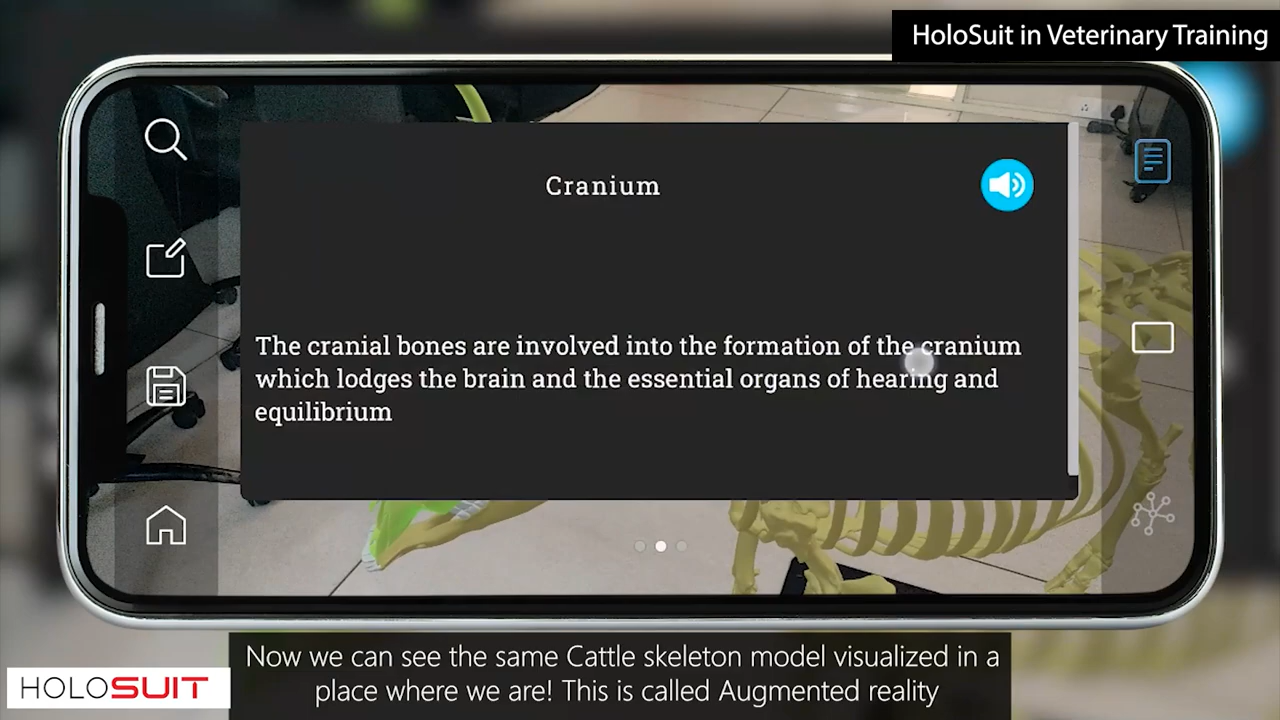 HoloSuit in Veterinary Training
Cranium
The cranial bones are involved into the formation of the cranium
which lodges the brain and the essential organs of hearing and
equilibrium
Now we can see the same Cattle skeleton model visualized in a
place where we are! This is called Augmented reality
HOLOSUIT